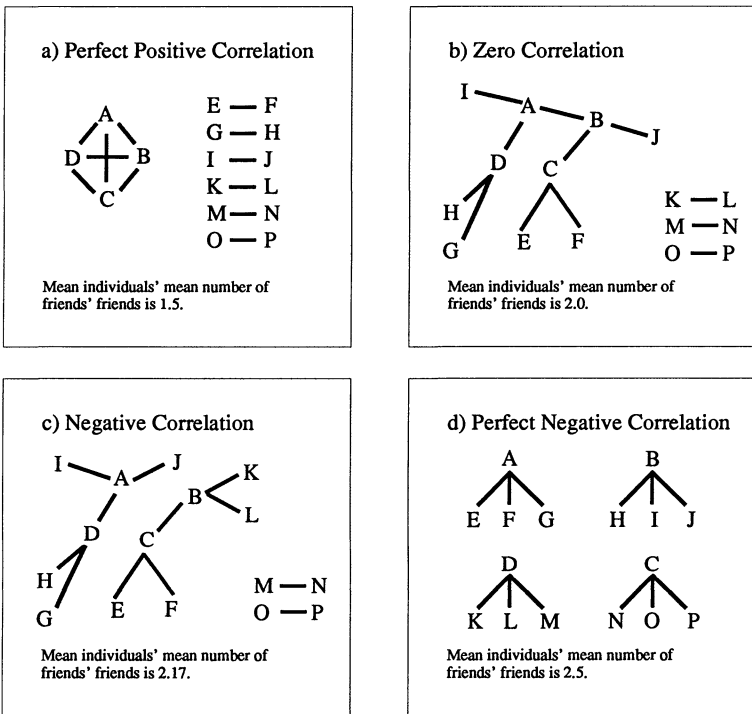 a) Perfect Positive Correlation
A
D B
C
E F
G H
I J
K L
M N
O P
Mean individuals' mean number of
friends' friends is 1.5.
b) Zero Correlation
I
A
B
J
D
C
H
G
E F
K L
M N
O P
Mean individuals' mean number of
friends' friends is 2.0.
c) Negative Correlation
I J
A
K
B
L
D
C
H
G
E F
M N
O P
Mean individuals' mean number of
friends' friends is 2.17.
d) Perfect Negative Correlation
A B
E F G H I J
D C
K L M N O P
Mean individuals' mean number of
friends' friends is 2.5.